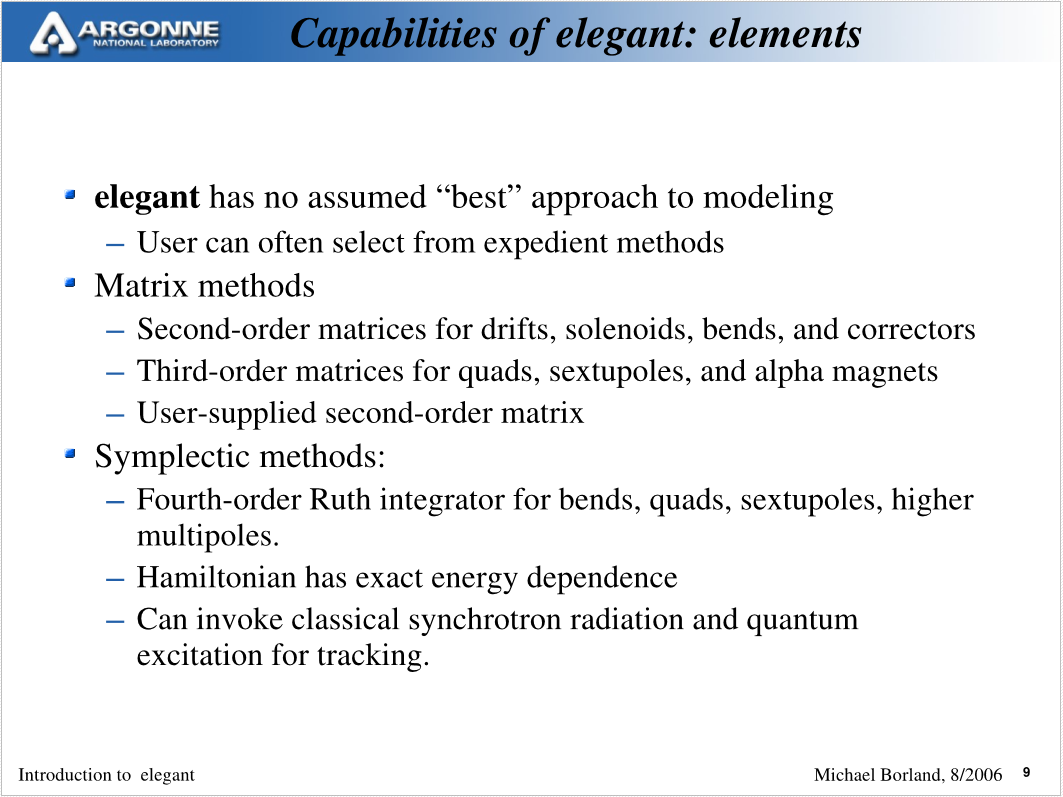 ARGONNE
NATIONAL LABORATORY
Capabilities of elegant: elements
elegant has no assumed “best” approach to modeling
– User can often select from expedient methods
Matrix methods
– Second-order matrices for drifts, solenoids, bends, and correctors
– Third-order matrices for quads, sextupoles, and alpha magnets
– User-supplied second-order matrix
Symplectic methods:
– Fourth-order Ruth integrator for bends, quads, sextupoles, higher
multipoles.
– Hamiltonian has exact energy dependence
– Can invoke classical synchrotron radiation and quantum
excitation for tracking.
Introduction to elegant
Michael Borland, 8/2006 9